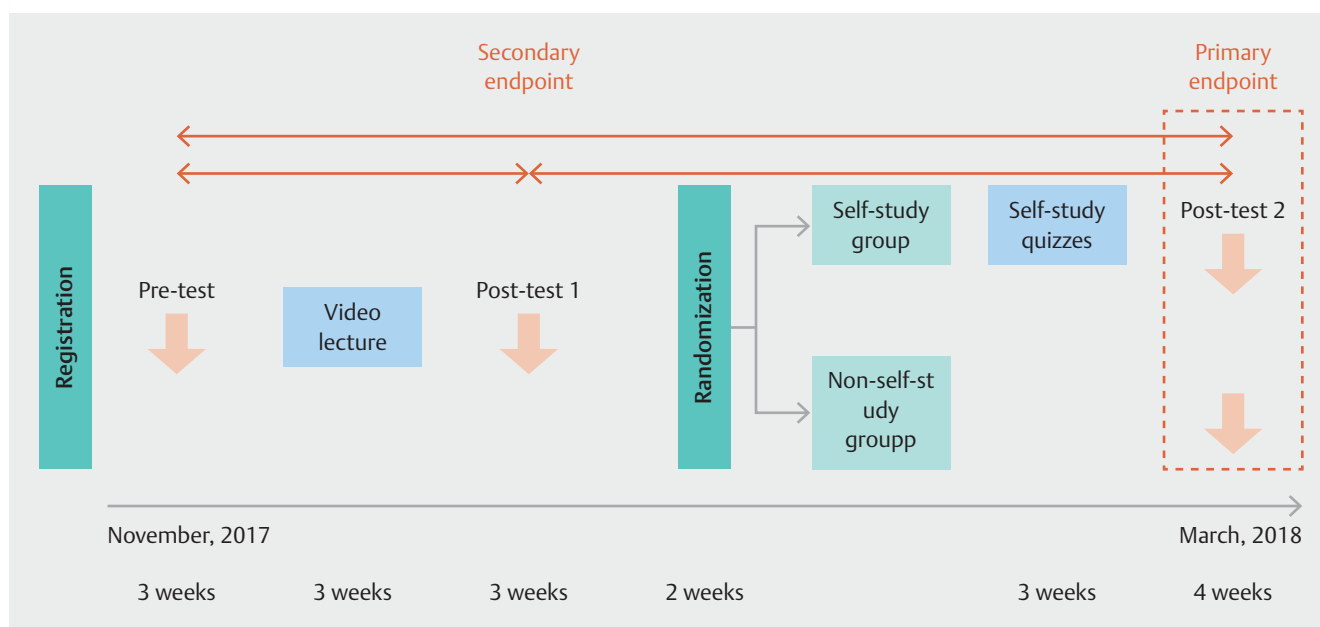 Secondary
endpoint
Primary
endpoint
Registration
Pre-test
Video
lecture
Post-test 1
Randomization
Self-study
group
Non-self-st
udy
groupp
Self-study
quizzes
Post-test 2
November, 2017
March, 2018
3 weeks
3 weeks
3 weeks
2 weeks
3 weeks
4 weeks